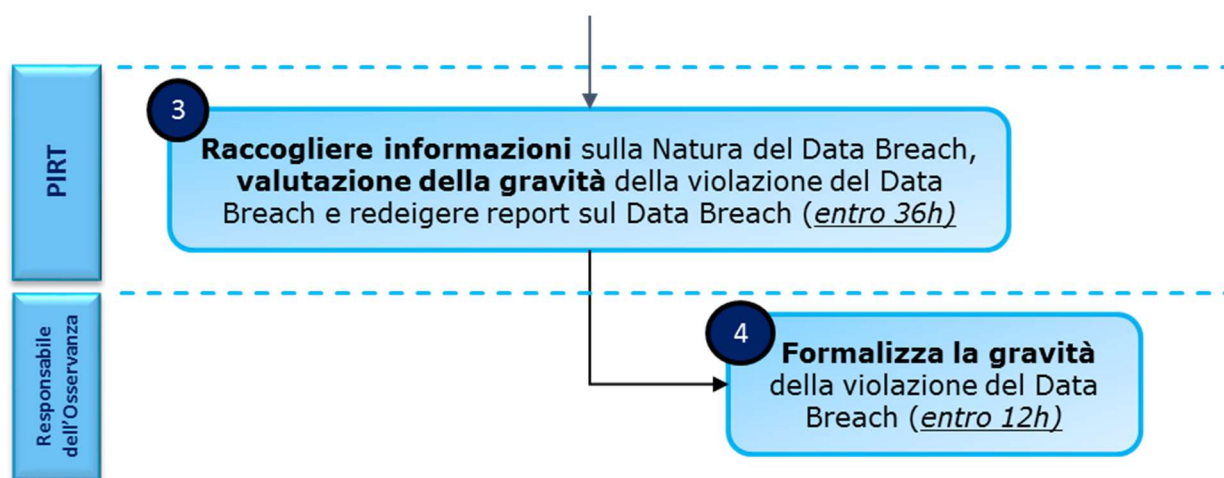 PIRT
3
Raccogliere informazioni sulla Natura del Data Breach,
valutazione della gravità della violazione del Data
Breach e redeigere report sul Data Breach (entro 36h)
Responsabile
dell'Osservanza
4
Formalizza la gravità
della violazione del Data
Breach (entro 12h)